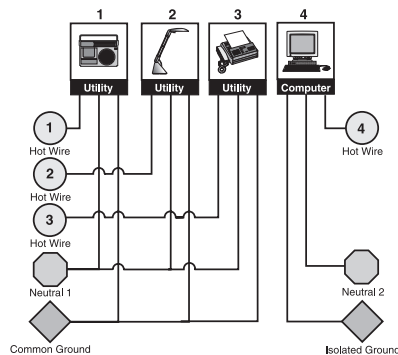 1 2 3 4
Utility Utility Utility Computer
1 4
Hot Wire Hot Wire
2
Hot Wire
3
Hot Wire
Neutral 1 Neutral 2
Common Ground Isolated Ground